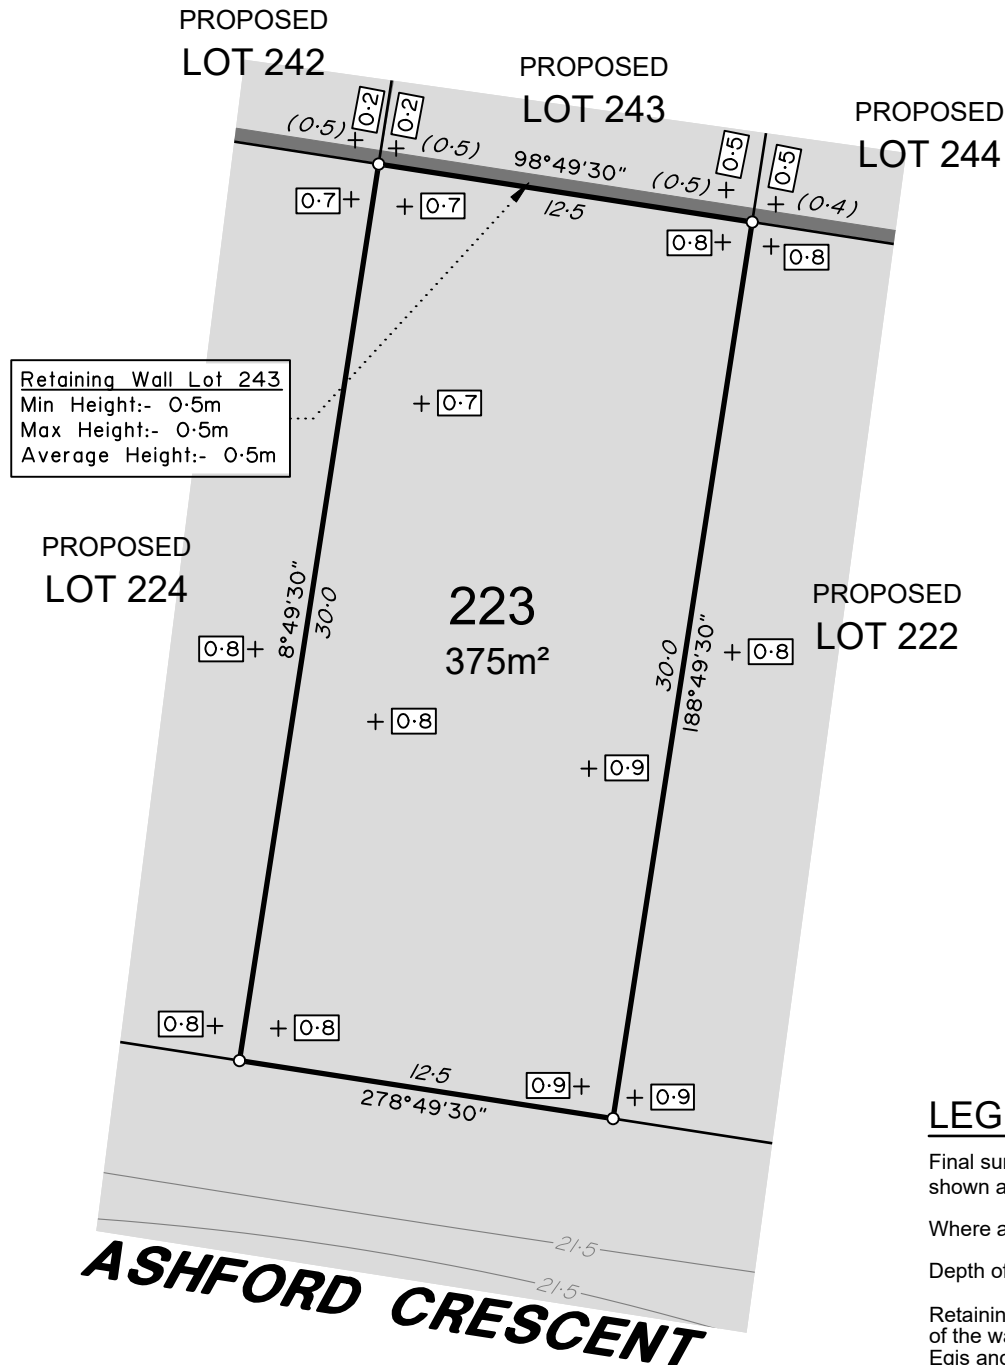 PROPOSED
LOT 242
PROPOSED
LOT 243
PROPOSED
LOT 244
0·2
0·2
(0·5)
(0·5)
98°49'30"
12·5
(0·5)
0·5
0·5
(0·4)
0·7
0·7
0·8
0·8
Retaining Wall Lot 243
Min Height:- 0·5m
Max Height:- 0·5m
Average Height:- 0·5m
0·7
PROPOSED
LOT 224
8°49'30"
30·0
223
375m²
PROPOSED
LOT 222
0·8
30·0
188°49'30"
0·8
0·8
0·9
0·8
0·8
12·5
278°49'30"
0·9
0·9
21·5
21·5
ASHFORD CRESCENT
LEG
Final sur
shown a
Where a
Depth of
Retainin
of the wa
Egis and